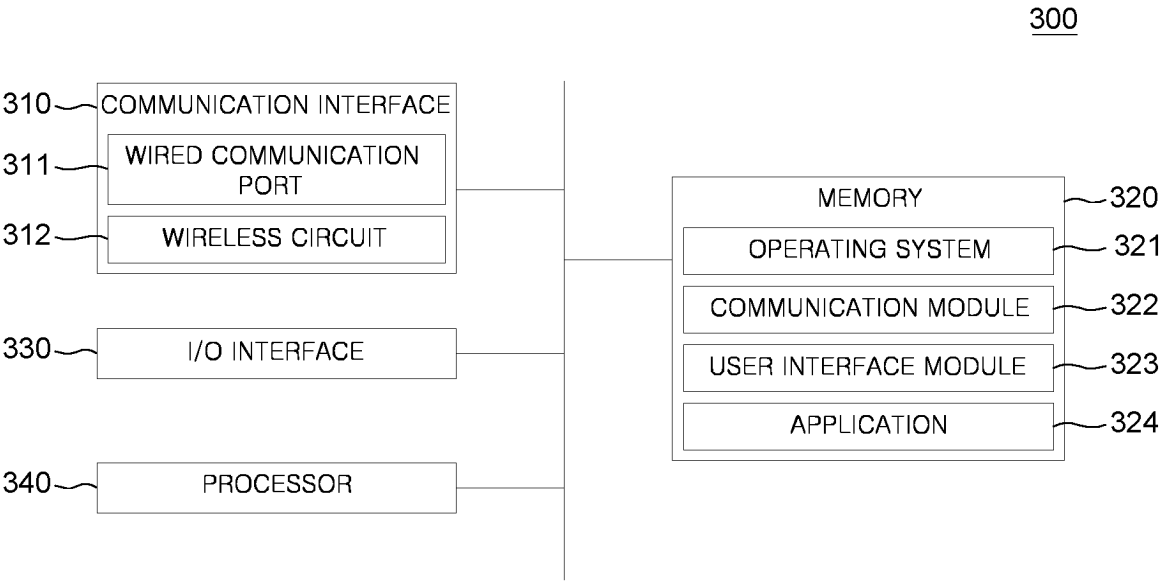 300
310
COMMUNICATION INTERFACE
311
WIRED COMMUNICATION
PORT
312
WIRELESS CIRCUIT
330
I/O INTERFACE
340
PROCESSOR
MEMORY
320
OPERATING SYSTEM
321
COMMUNICATION MODULE
322
USER INTERFACE MODULE
323
APPLICATION
324